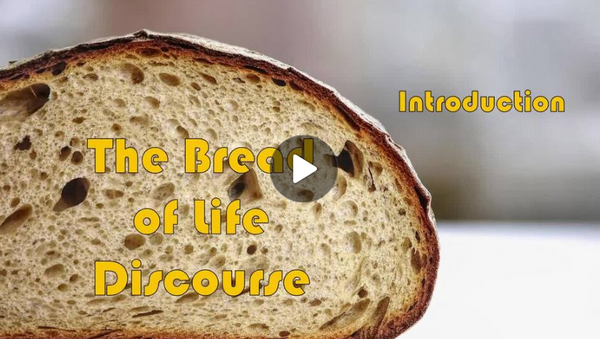 Introduction
The Bread
of Life
Discourse